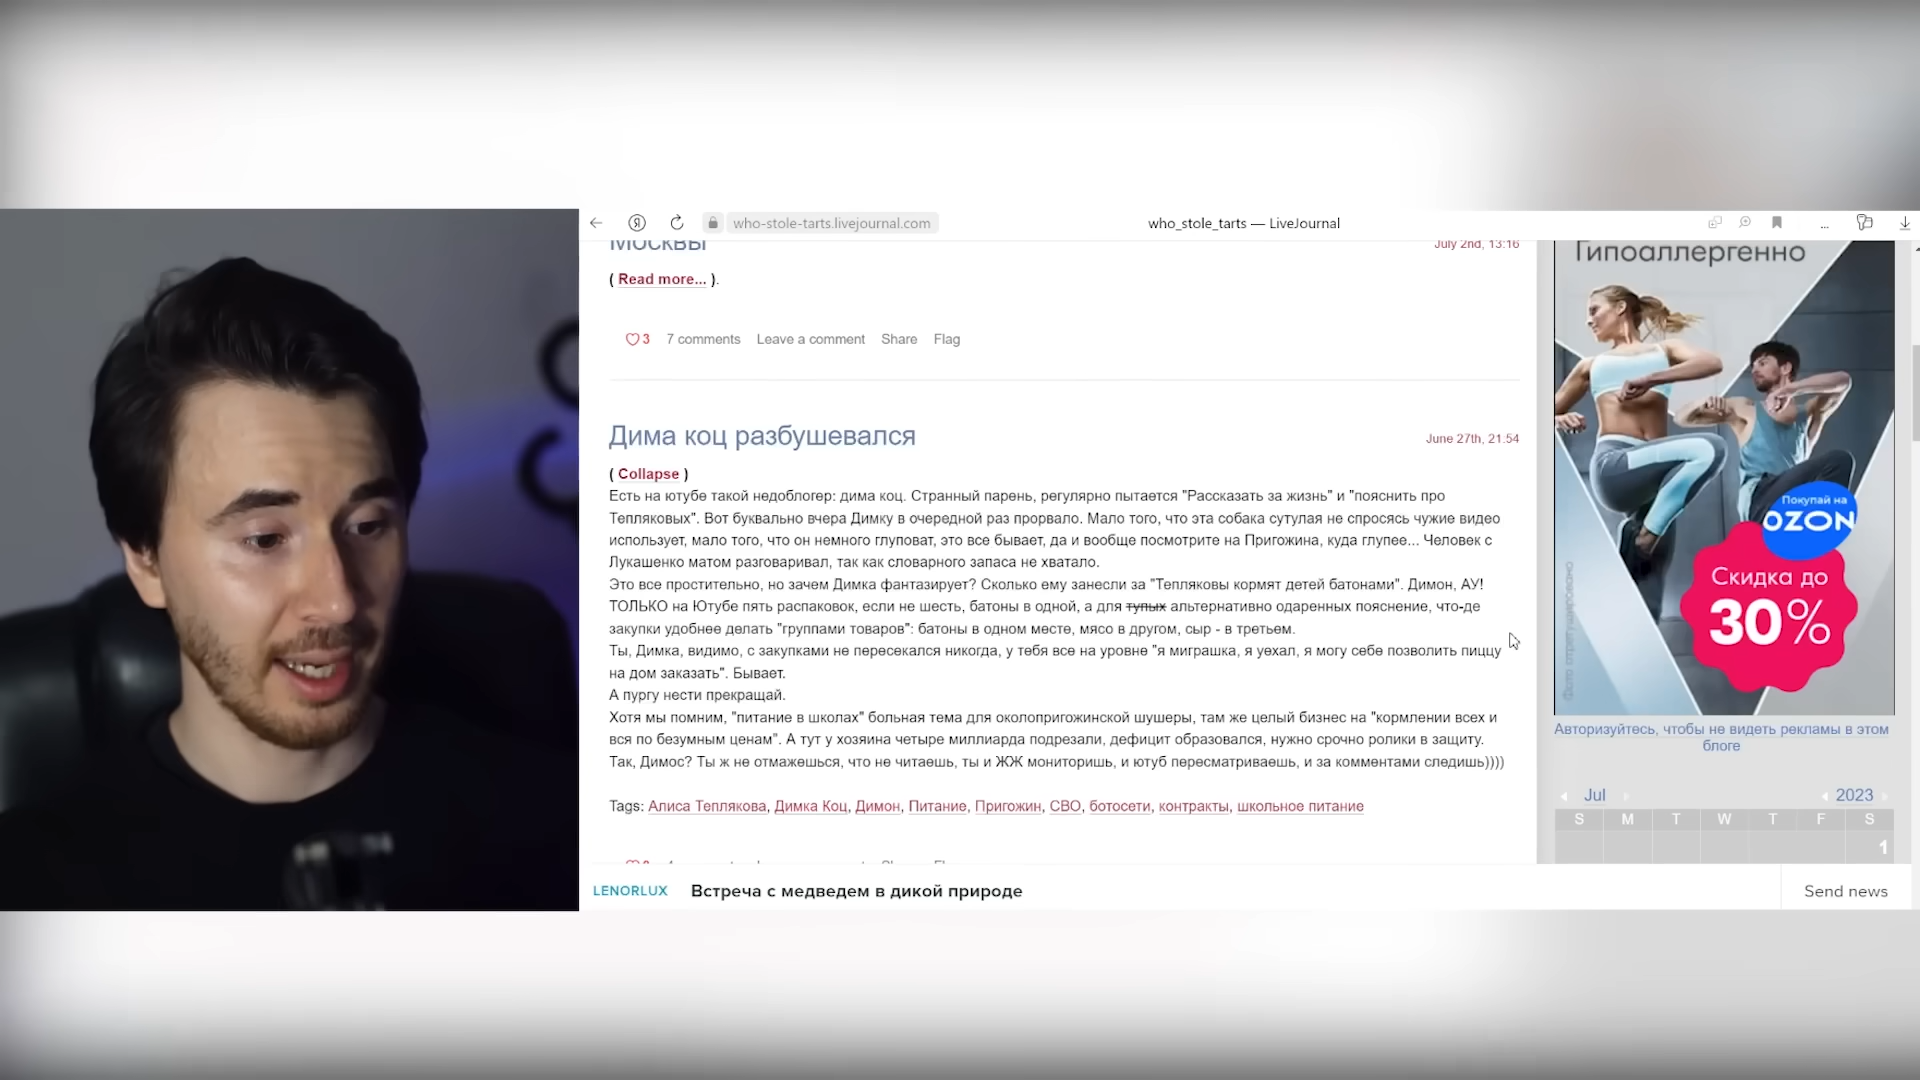 who-stole-tarts.livejournal.com
who_stole_tarts — LiveJournal
Москвы
July 2nd, 13:16
( Read more... ).
3 7 comments Leave a comment Share Flag
Дима коц разбушевался
June 27th, 21:54
( Collapse )
Есть на ютубе такой недоблогер: дима коц. Странный парень, регулярно пытается "Рассказать за жизнь" и "пояснить про
Тепляковых". Вот буквально вчера Димку в очередной раз прорвало. Мало того, что эта собака сутулая не спросясь чужие видео
использует, мало того, что он немного глуповат, это все бывает, да и вообще посмотрите на Пригожина, куда глупее... Человек с
Лукашенко матом разговаривал, так как словарного запаса не хватало.
Это все простительно, но зачем Димка фантазирует? Сколько ему занесли за "Тепляковы кормят детей батонами". Димон, АУ!
ТОЛЬКО на Ютубе пять распаковок, если не шесть, батоны в одной, а для тупых альтернативно одаренных пояснение, что-де
закупки удобнее делать "группами товаров": батоны в одном месте, мясо в другом, сыр - в третьем.
Ты, Димка, видимо, с закупками не пересекался никогда, у тебя все на уровне "я миграшка, я уехал, я могу себе позволить пиццу
на дом заказать". Бывает.
А пургу нести прекращай.
Хотя мы помним, "питание в школах" больная тема для околопригожинской шушеры, там же целый бизнес на "кормлении всех и
вся по безумным ценам". А тут у хозяина четыре миллиарда подрезали, дефицит образовался, нужно срочно ролики в защиту.
Так, Димос? Ты ж не отмажешься, что не читаешь, ты и ЖЖ мониторишь, и ютуб пересматриваешь, и за комментами следишь))))
Tags: Алиса Теплякова, Димка Коц, Димон, Питание, Пригожин, СВО, ботосети, контракты, школьное питание
LENORLUX Встреча с медведем в дикой природе
Send news
Гипоаллергенно
Покупай на
OZON
Скидка до
30%
Авторизуйтесь, чтобы не видеть рекламы в этом
блоге
Jul 2023
S M T W T F S
1